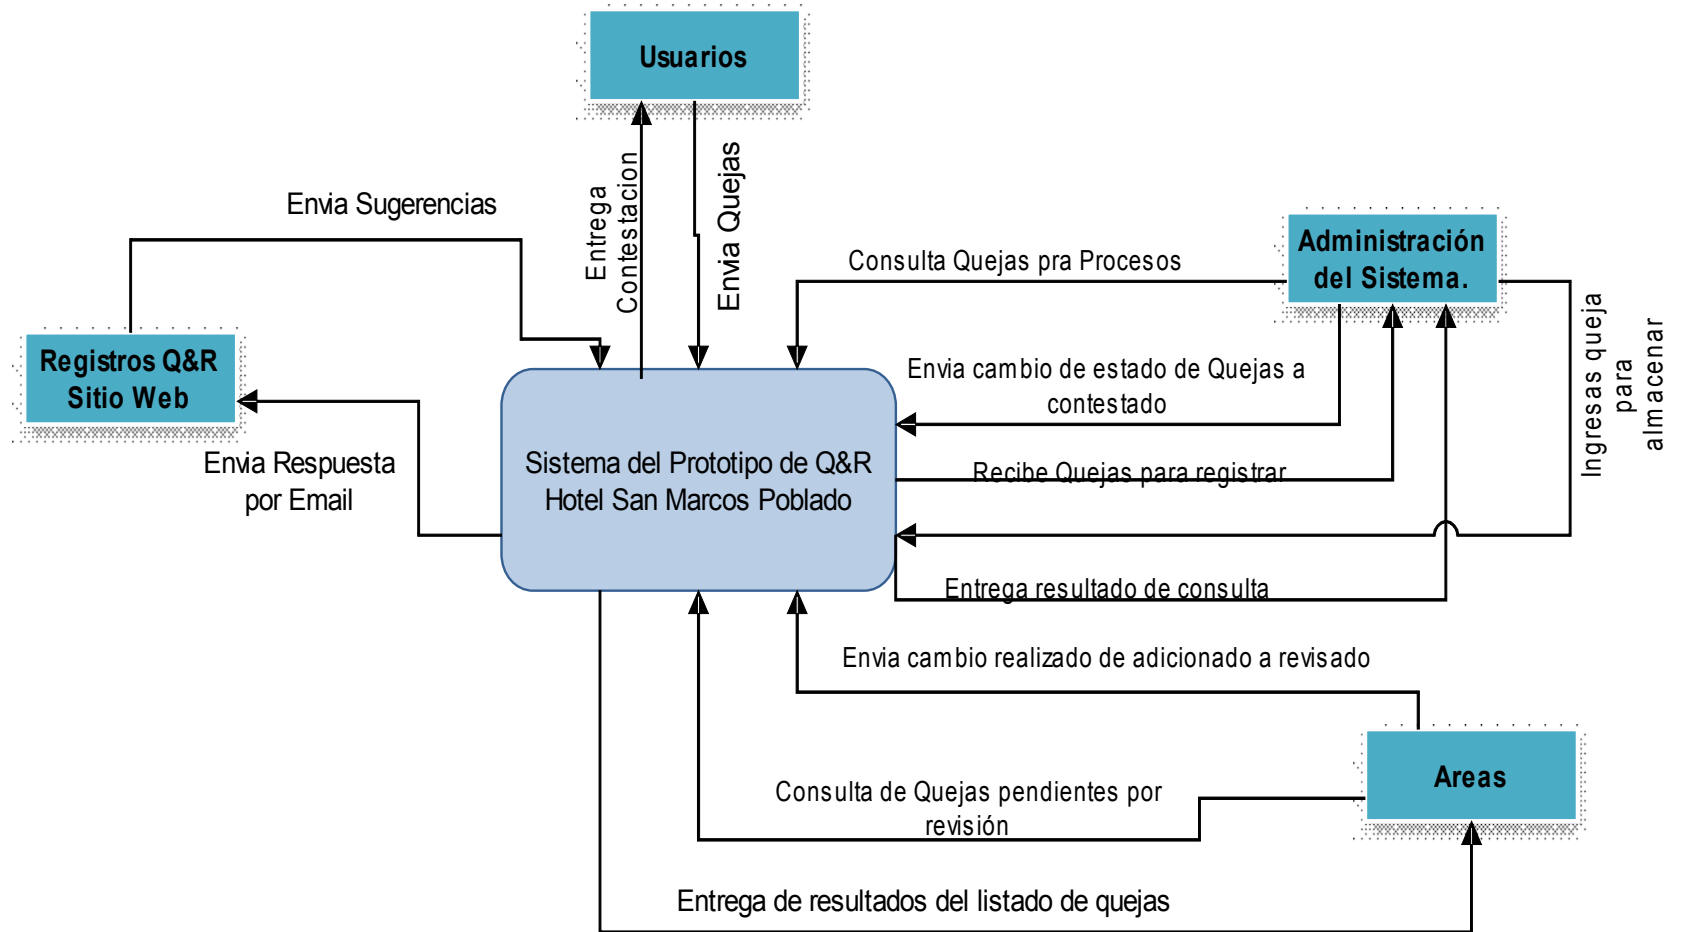 Usuarios
Entrega
Contestacion
Envia Quejas
Envia Sugerencias
Administración
del Sistema.
Consulta Quejas pra Procesos
Ingresas queja
para
almacenar
Registros Q&R
Sitio Web
Envia cambio de estado de Quejas a
contestado
Envia Respuesta
por Email
Sistema del Prototipo de Q&R
Hotel San Marcos Poblado
Recibe Quejas para registrar
Entrega resultado de consulta
Envia cambio realizado de adicionado a revisado
Areas
Consulta de Quejas pendientes por
revisión
Entrega de resultados del listado de quejas